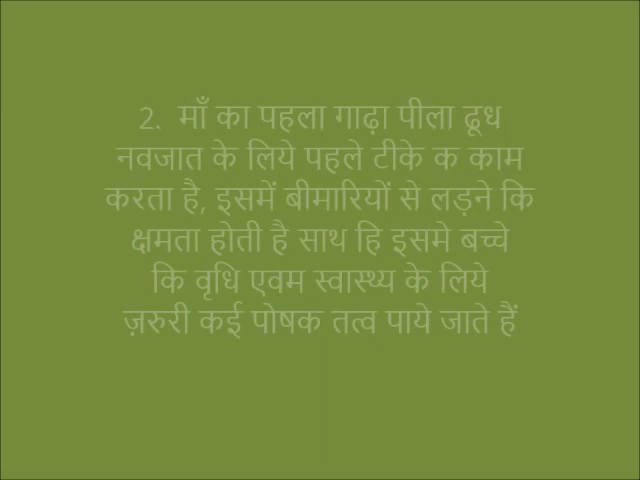 2. माँ का पहला गाढ़ा पीला ढूध
नवजात के लिये पहले टीके क काम
करता है, इसमें बीमारियों से लड़ने कि
क्षमता होती है साथ हि इसमे बच्चे
कि वृधि एवम स्वास्थ्य के लिये
ज़रुरी कई पोषक तत्व पाये जाते हैं